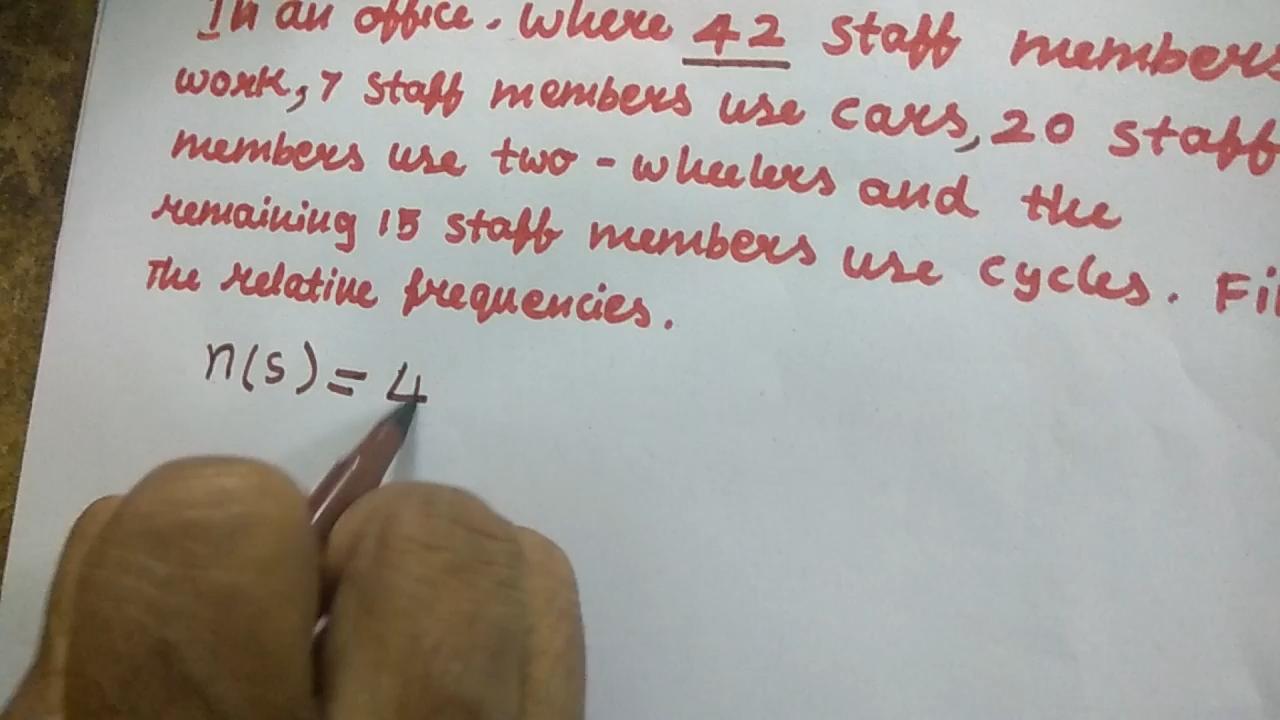 In an office. where 42 staff members
work, 7 staff members use cars, 20 staff
members use two-wheelers and the
remaining 15 staff members use cycles. Fi
The relative frequencies.
n(s) = 4